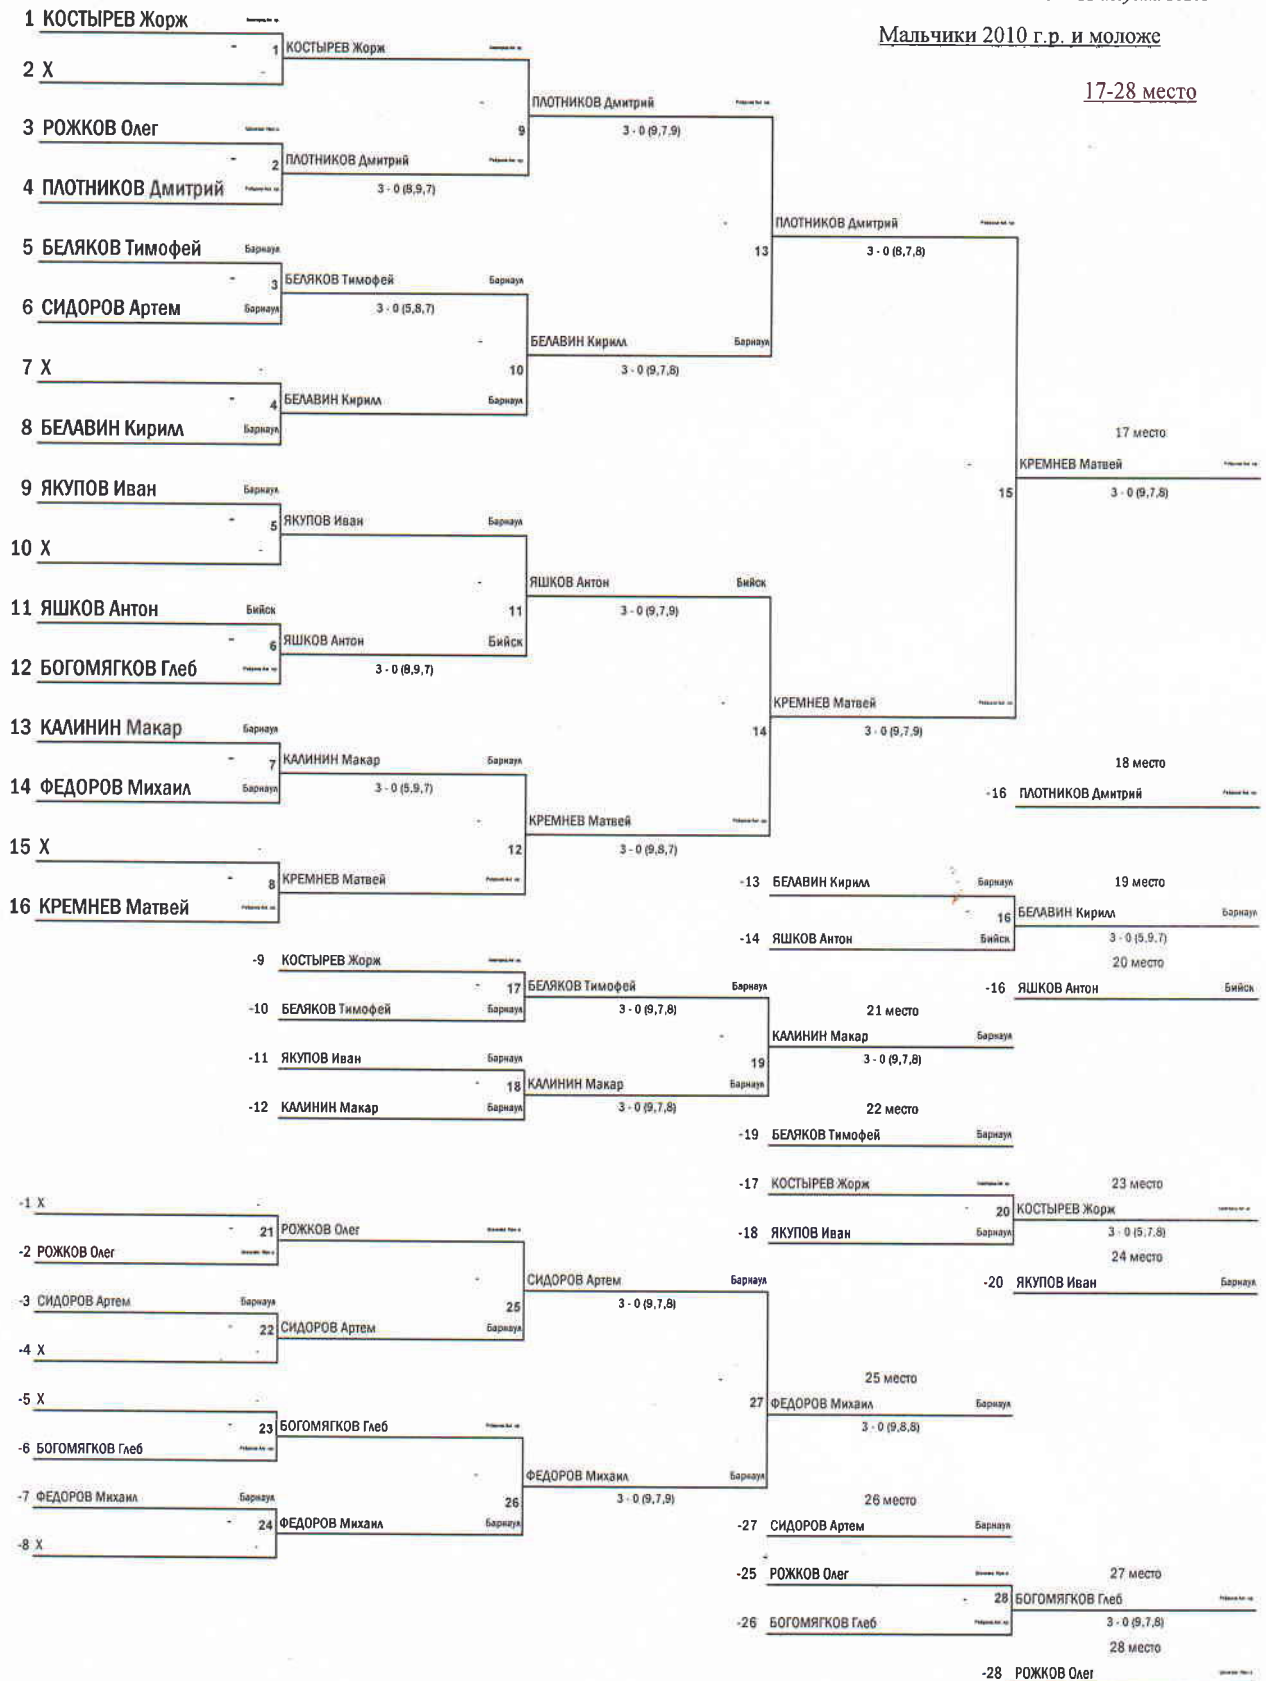 Мальчики 2010 г.р. и моложе
17-28 место
1 КОСТЫРЕВ Жорж
- 1 КОСТЫРЕВ Жорж
2 X -
- ПЛОТНИКОВ Дмитрий
3 РОЖКОВ Олег
9 3 - 0 (9,7,9)
- 2 ПЛОТНИКОВ Дмитрий
4 ПЛОТНИКОВ Дмитрий
3 - 0 (8,9,7)
- ПЛОТНИКОВ Дмитрий
5 БЕЛЯКОВ Тимофей Барнаул
13 3 - 0 (8,7,8)
- 3 БЕЛЯКОВ Тимофей Барнаул
6 СИДОРОВ Артем Барнаул
3 - 0 (5,8,7)
- БЕЛАВИН Кирилл Барнаул
7 X -
10 3 - 0 (9,7,8)
- 4 БЕЛАВИН Кирилл Барнаул
8 БЕЛАВИН Кирилл Барнаул
17 место
- КРЕМНЕВ Матвей
9 ЯКУПОВ Иван Барнаул
15 3 - 0 (9,7,8)
- 5 ЯКУПОВ Иван Барнаул
10 X -
- ЯШКОВ Антон Бийск
11 ЯШКОВ Антон Бийск
11 3 - 0 (9,7,9)
- 6 ЯШКОВ Антон Бийск
12 БОГОМЯГКОВ Глеб
3 - 0 (8,9,7)
- КРЕМНЕВ Матвей
13 КАЛИНИН Макар Барнаул
14 3 - 0 (9,7,9)
- 7 КАЛИНИН Макар Барнаул
18 место
14 ФЕДОРОВ Михаил Барнаул
3 - 0 (5,9,7)
-16 ПЛОТНИКОВ Дмитрий
- КРЕМНЕВ Матвей
15 X -
12 3 - 0 (9,8,7)
- 8 КРЕМНЕВ Матвей
-13 БЕЛАВИН Кирилл Барнаул
19 место
16 КРЕМНЕВ Матвей
- 16 БЕЛАВИН Кирилл Барнаул
-14 ЯШКОВ Антон Бийск
3 - 0 (5,9,7)
-9 КОСТЫРЕВ Жорж
20 место
- 17 БЕЛЯКОВ Тимофей Барнаул
-16 ЯШКОВ Антон Бийск
-10 БЕЛЯКОВ Тимофей Барнаул
3 - 0 (9,7,8)
21 место
- КАЛИНИН Макар Барнаул
-11 ЯКУПОВ Иван Барнаул
19 3 - 0 (9,7,8)
- 18 КАЛИНИН Макар Барнаул
-12 КАЛИНИН Макар Барнаул
3 - 0 (9,7,8)
22 место
-19 БЕЛЯКОВ Тимофей Барнаул
-17 КОСТЫРЕВ Жорж
23 место
-1 X -
- 20 КОСТЫРЕВ Жорж
- 21 РОЖКОВ Олег
-18 ЯКУПОВ Иван Барнаул
3 - 0 (5,7,8)
-2 РОЖКОВ Олег
24 место
- СИДОРОВ Артем Барнаул
-20 ЯКУПОВ Иван Барнаул
-3 СИДОРОВ Артем Барнаул
25 3 - 0 (9,7,8)
- 22 СИДОРОВ Артем Барнаул
-4 X -
25 место
-5 X -
- 27 ФЕДОРОВ Михаил Барнаул
- 23 БОГОМЯГКОВ Глеб
3 - 0 (9,8,8)
-6 БОГОМЯГКОВ Глеб
- ФЕДОРОВ Михаил Барнаул
-7 ФЕДОРОВ Михаил Барнаул
26 3 - 0 (9,7,9)
26 место
- 24 ФЕДОРОВ Михаил Барнаул
-27 СИДОРОВ Артем Барнаул
-8 X -
-25 РОЖКОВ Олег
27 место
- 28 БОГОМЯГКОВ Глеб
-26 БОГОМЯГКОВ Глеб
3 - 0 (9,7,8)
28 место
-28 РОЖКОВ Олег